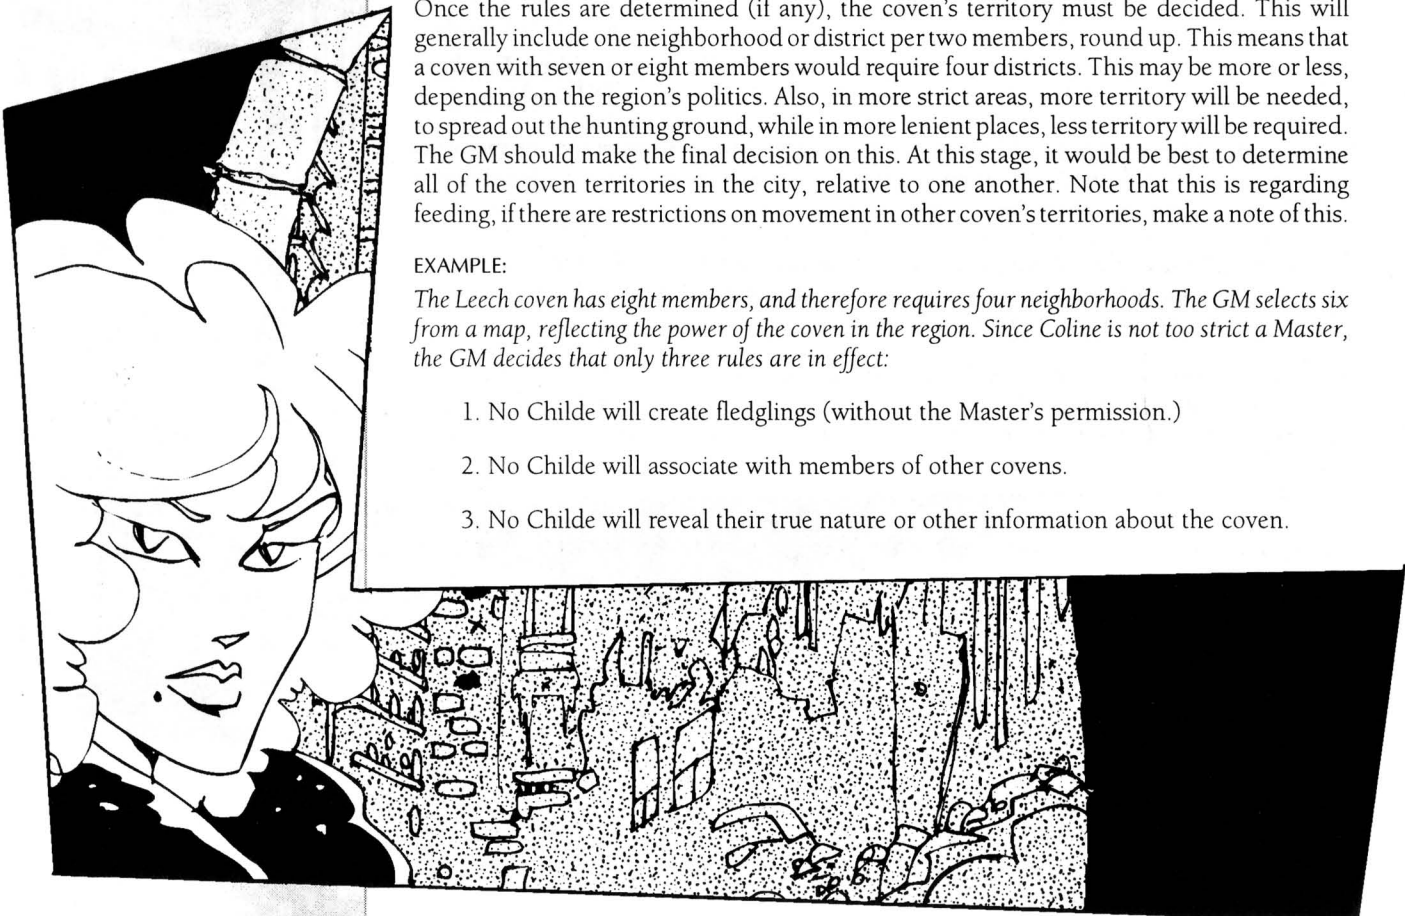 Once the rules are determined (if any), the coven's territory must be decided. This will
generally include one neighborhood or district per two members, round up. This means that
a coven with seven or eight members would require four districts. This may be more or less,
depending on the region's politics. Also, in more strict areas, more territory will be needed,
to spread out the hunting ground, while in more lenient places, less territory will be required.
The GM should make the final decision on this. At this stage, it would be best to determine
all of the coven territories in the city, relative to one another. Note that this is regarding
feeding, if there are restrictions on movement in other coven's territories, make a note of this.
EXAMPLE:
The Leech coven has eight members, and therefore requires four neighborhoods. The GM selects six
from a map, reflecting the power of the coven in the region. Since Coline is not too strict a Master,
the GM decides that only three rules are in effect:
1. No Childe will create fledglings (without the Master's permission.)
2. No Childe will associate with members of other covens.
3. No Childe will reveal their true nature or other information about the coven.